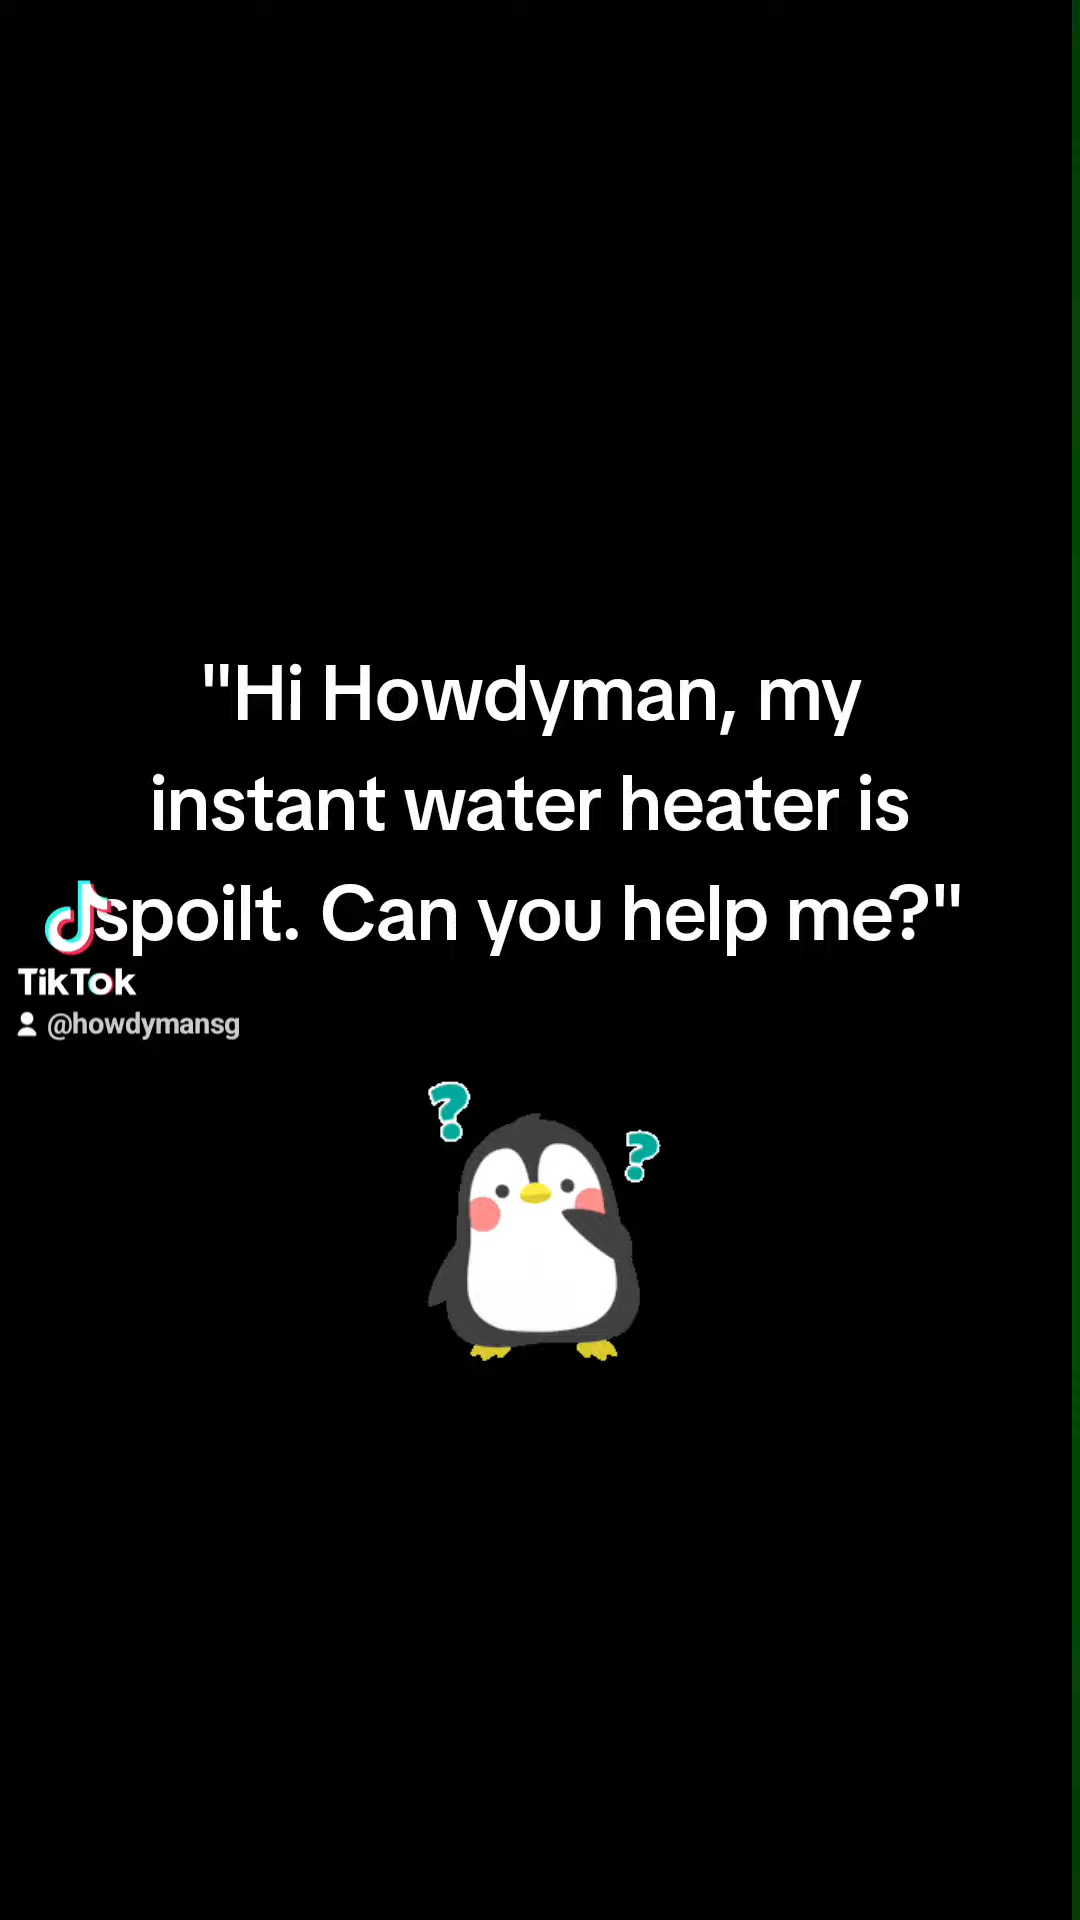 "Hi Howdyman, my
instant water heater is
spoilt. Can you help me?"
TikTok
@howdymansg
? ?